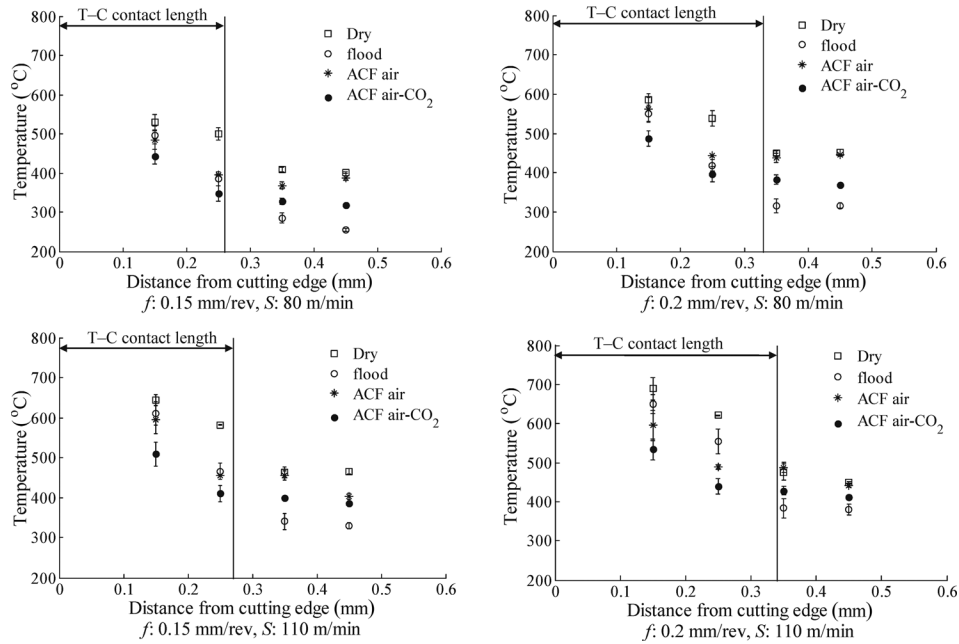 T–C contact length
Dry
flood
ACF air
ACF air-CO2
Temperature (°C)
800
700
600
500
400
300
200
0 0.1 0.2 0.3 0.4 0.5 0.6
Distance from cutting edge (mm)
f: 0.15 mm/rev, S: 80 m/min
T–C contact length
Dry
flood
ACF air
ACF air-CO2
Temperature (°C)
800
700
600
500
400
300
200
0 0.1 0.2 0.3 0.4 0.5 0.6
Distance from cutting edge (mm)
f: 0.2 mm/rev, S: 80 m/min
T–C contact length
Dry
flood
ACF air
ACF air-CO2
Temperature (°C)
800
700
600
500
400
300
200
0 0.1 0.2 0.3 0.4 0.5 0.6
Distance from cutting edge (mm)
f: 0.15 mm/rev, S: 110 m/min
T–C contact length
Dry
flood
ACF air
ACF air-CO2
Temperature (°C)
800
700
600
500
400
300
200
0 0.1 0.2 0.3 0.4 0.5 0.6
Distance from cutting edge (mm)
f: 0.2 mm/rev, S: 110 m/min